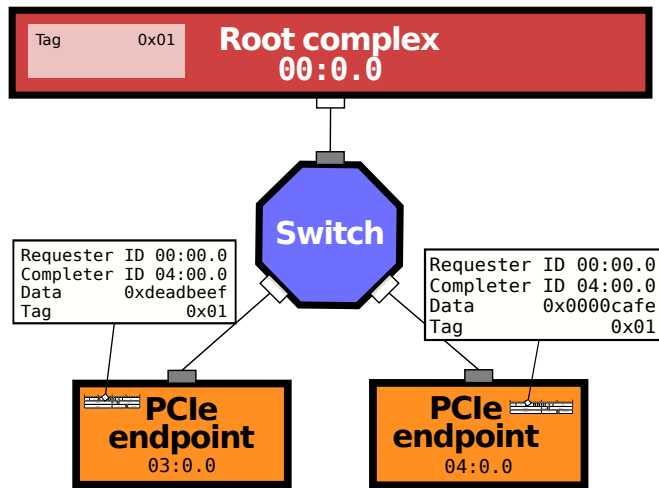 Tag 0x01
Root complex
00:0.0
Switch
Requester ID 00:00.0
Completer ID 04:00.0
Data 0xdeadbeef
Tag 0x01
Requester ID 00:00.0
Completer ID 04:00.0
Data 0x0000cafe
Tag 0x01
PCIe
endpoint
03:0.0
PCIe
endpoint
04:0.0